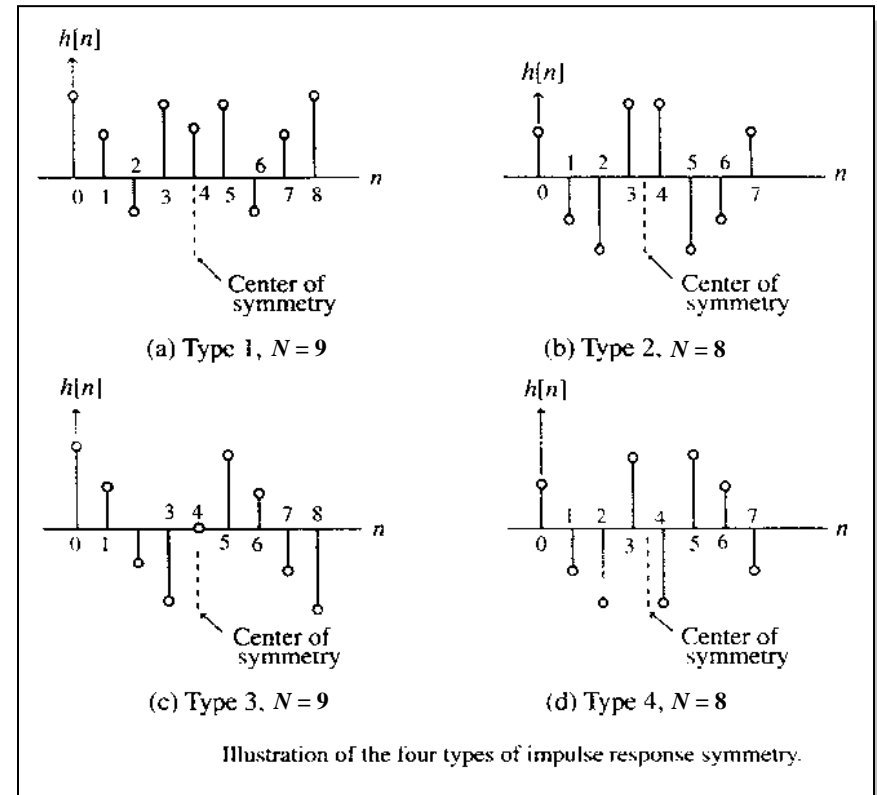 h[n]
2 6
0 1 3 4 5 7 8 n
Center of
symmetry
(a) Type 1, N = 9
h[n]
1 2 5 6
0 3 4 7 n
Center of
symmetry
(b) Type 2, N = 8
h[n]
3 4 7 8
0 1 5 6 n
Center of
symmetry
(c) Type 3, N = 9
h[n]
1 2 4 7
0 3 5 6 n
Center of
symmetry
(d) Type 4, N = 8
Illustration of the four types of impulse response symmetry.